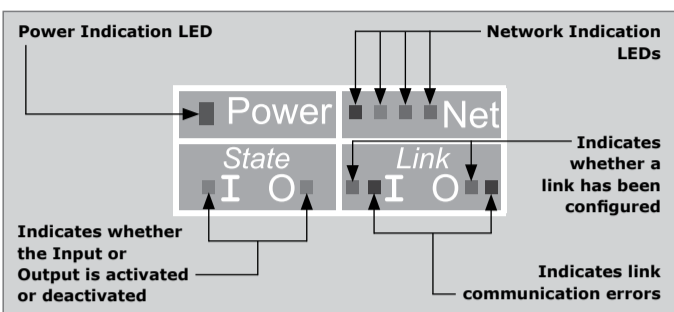 Power Indication LED
Network Indication
LEDs
Power
Net
State
I O
Link
I O
Indicates
whether a
link has been
configured
Indicates whether
the Input or
Output is activated
or deactivated
Indicates link
communication errors